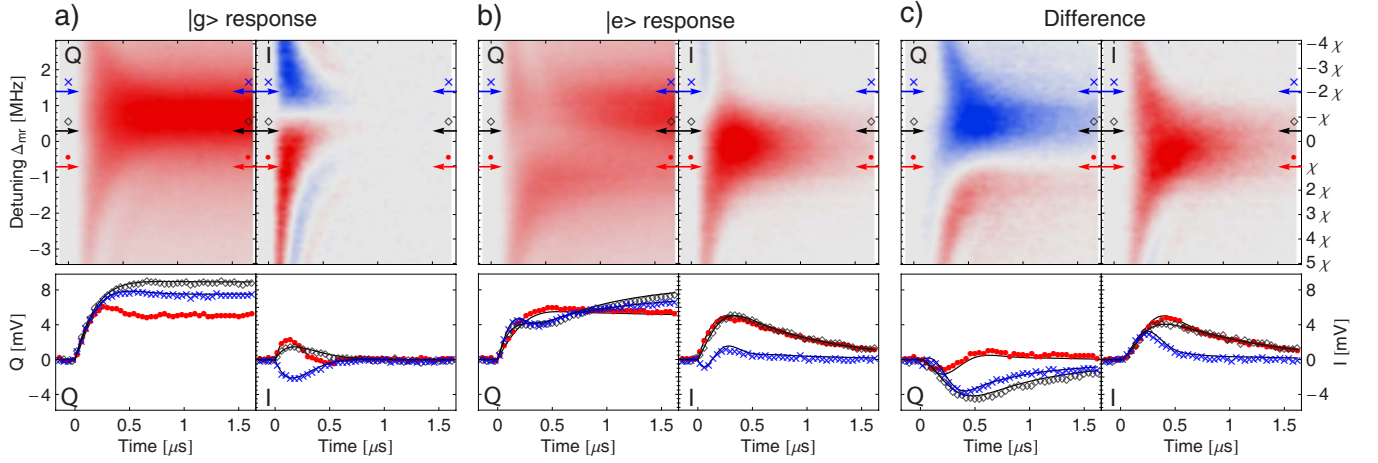 a) |g> response
b) |e> response
c) Difference
Detuning Δmr [MHz]
2
1
0
−1
−2
−3
Q I
Q I
Q I
−4 χ
−3 χ
−2 χ
−χ
0
χ
2 χ
3 χ
4 χ
5 χ
Q [mV]
8
4
0
−4
Q I
Q I
Q I
8
4
0
−4
I [mV]
0 0.5 1 1.5 0 0.5 1 1.5
0 0.5 1 1.5 0 0.5 1 1.5
0 0.5 1 1.5 0 0.5 1 1.5
Time [μs] Time [μs]
Time [μs] Time [μs]
Time [μs] Time [μs]